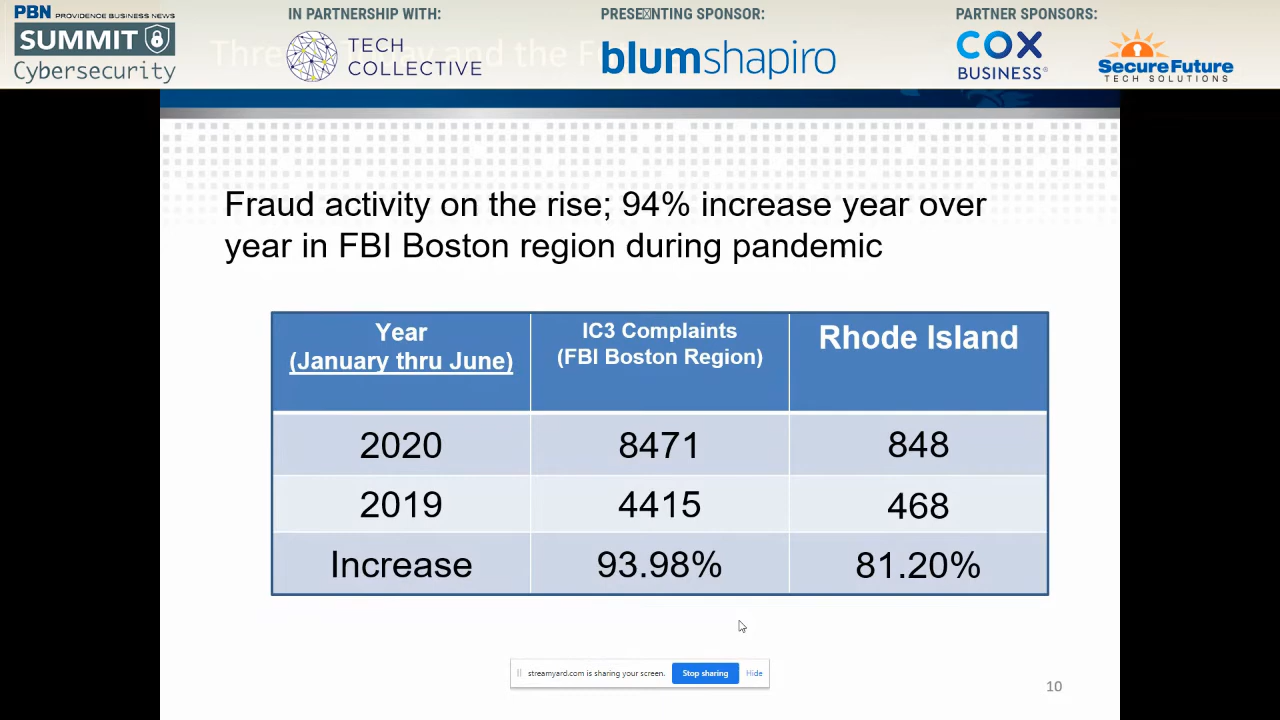 PBN PROVIDENCE BUSINESS NEWS
SUMMIT
Cybersecurity
IN PARTNERSHIP WITH:
TECH
COLLECTIVE
PRESENTING SPONSOR:
blumshapiro
PARTNER SPONSORS:
COX
BUSINESS
SecureFuture
TECH SOLUTIONS
and the
Fraud activity on the rise; 94% increase year over
year in FBI Boston region during pandemic
Year
(January thru June)
IC3 Complaints
(FBI Boston Region)
Rhode Island
2020 8471 848
2019 4415 468
Increase 93.98% 81.20%
streamyard.com is sharing your screen. Stop sharing Hide
10